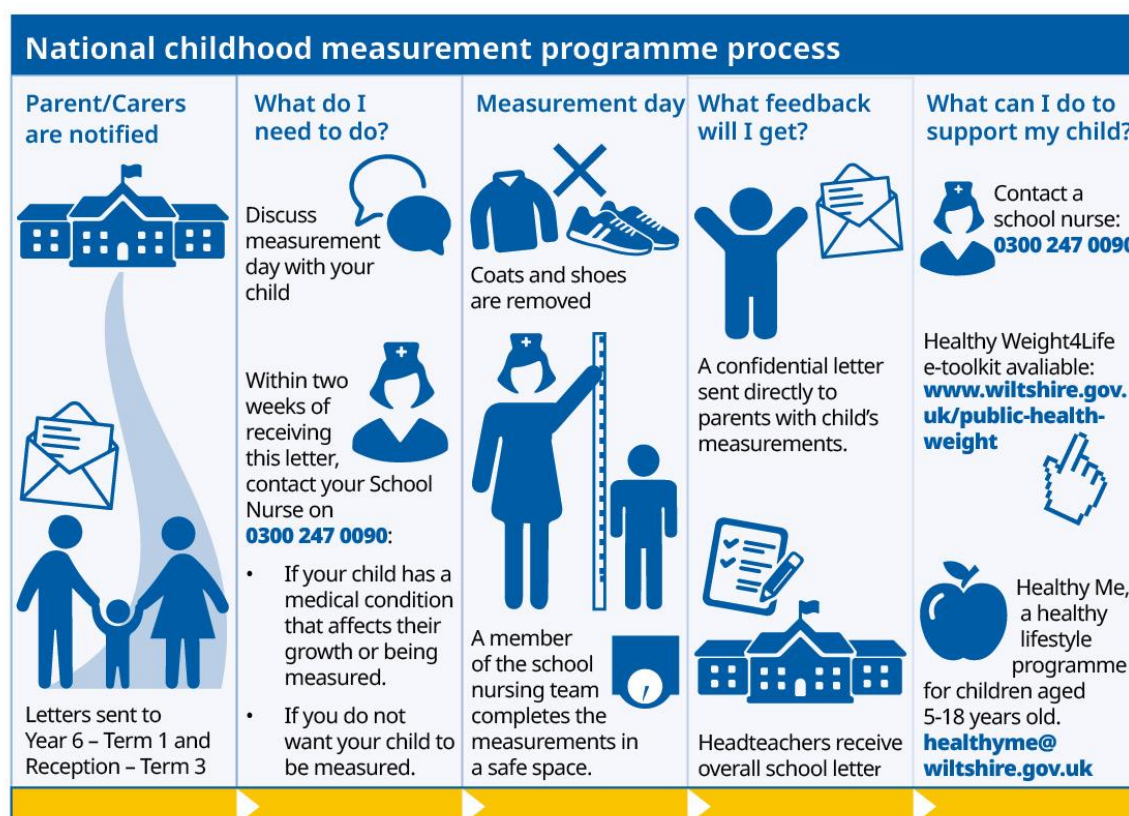 National childhood measurement programme process
Parent/Carers
are notified
Letters sent to
Year 6 – Term 1 and
Reception – Term 3
What do I
need to do?
Discuss
measurement
day with your
child
Within two
weeks of
receiving
this letter,
contact your School
Nurse on
0300 247 0090:
• If your child has a
medical condition
that affects their
growth or being
measured.
• If you do not
want your child to
be measured.
Measurement day
Coats and shoes
are removed
A member
of the school
nursing team
completes the
measurements in
a safe space.
What feedback
will I get?
A confidential letter
sent directly to
parents with child's
measurements.
Headteachers receive
overall school letter
What can I do to
support my child?
Contact a
school nurse:
0300 247 0090
Healthy Weight4Life
e-toolkit avaliable:
www.wiltshire.gov.
uk/public-health-
weight
Healthy Me,
a healthy
lifestyle
programme
for children aged
5-18 years old.
healthyme@
wiltshire.gov.uk